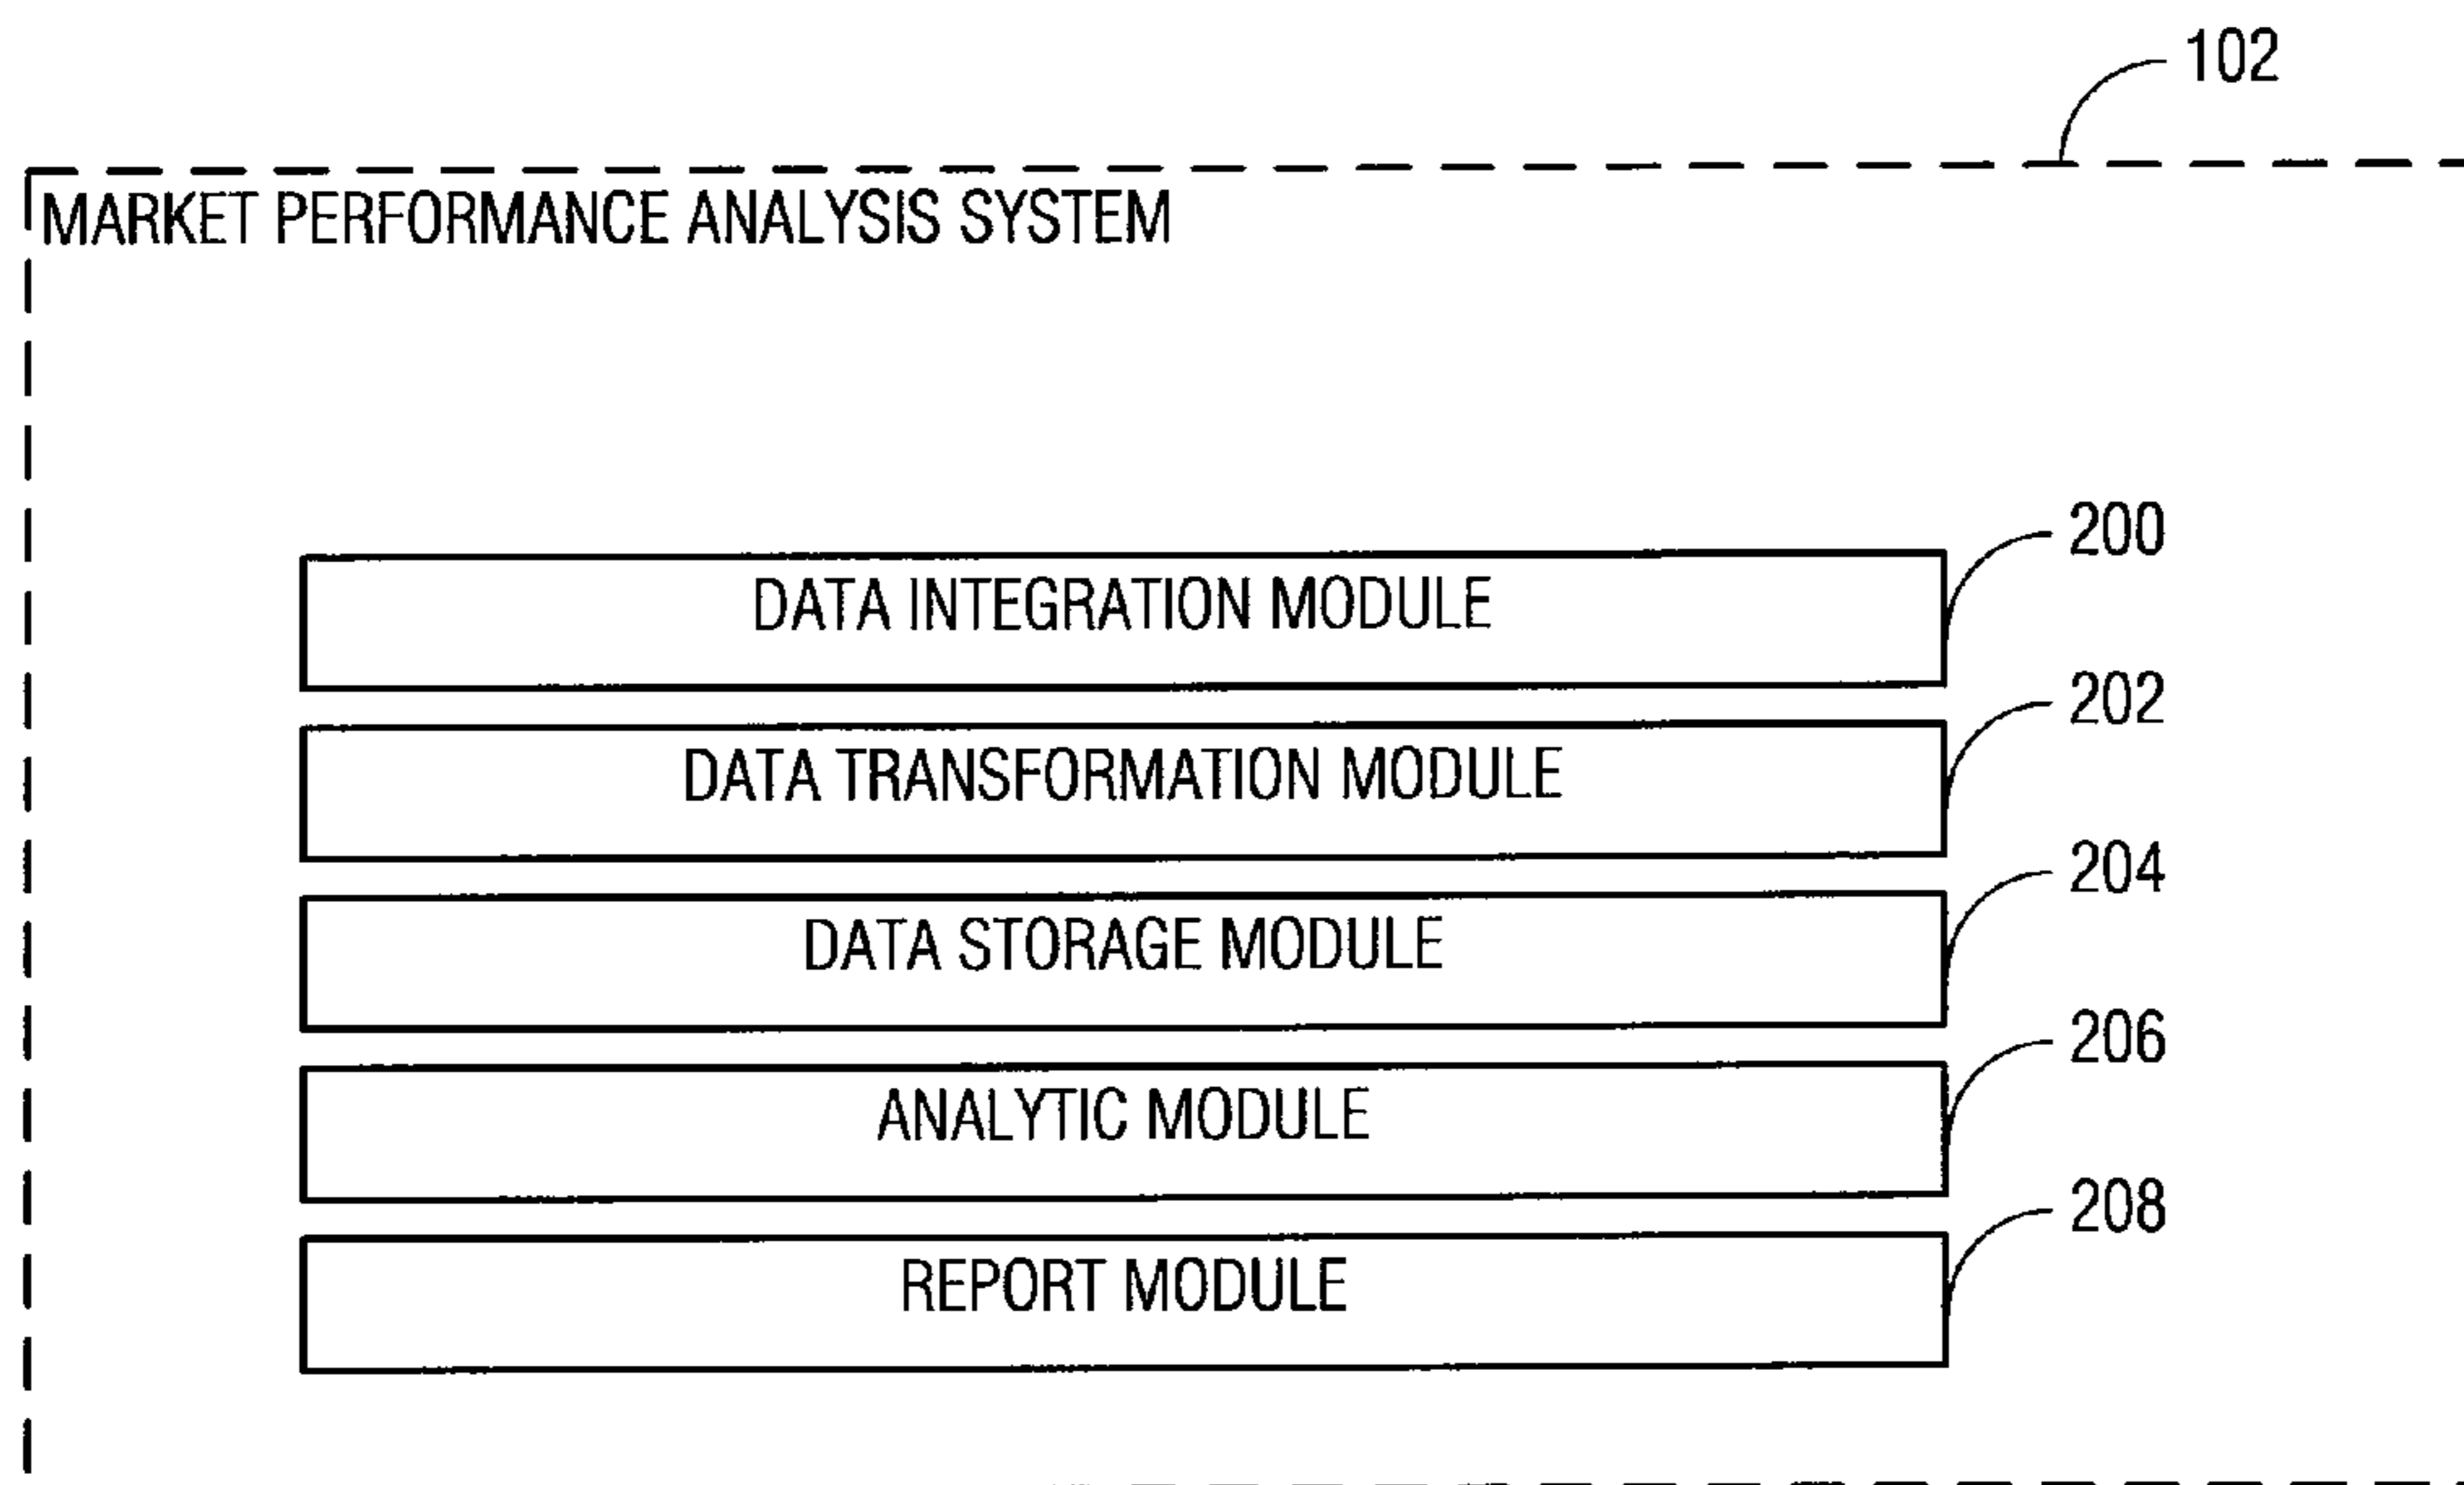 102
MARKET PERFORMANCE ANALYSIS SYSTEM
200
DATA INTEGRATION MODULE
202
DATA TRANSFORMATION MODULE
204
DATA STORAGE MODULE
206
ANALYTIC MODULE
208
REPORT MODULE